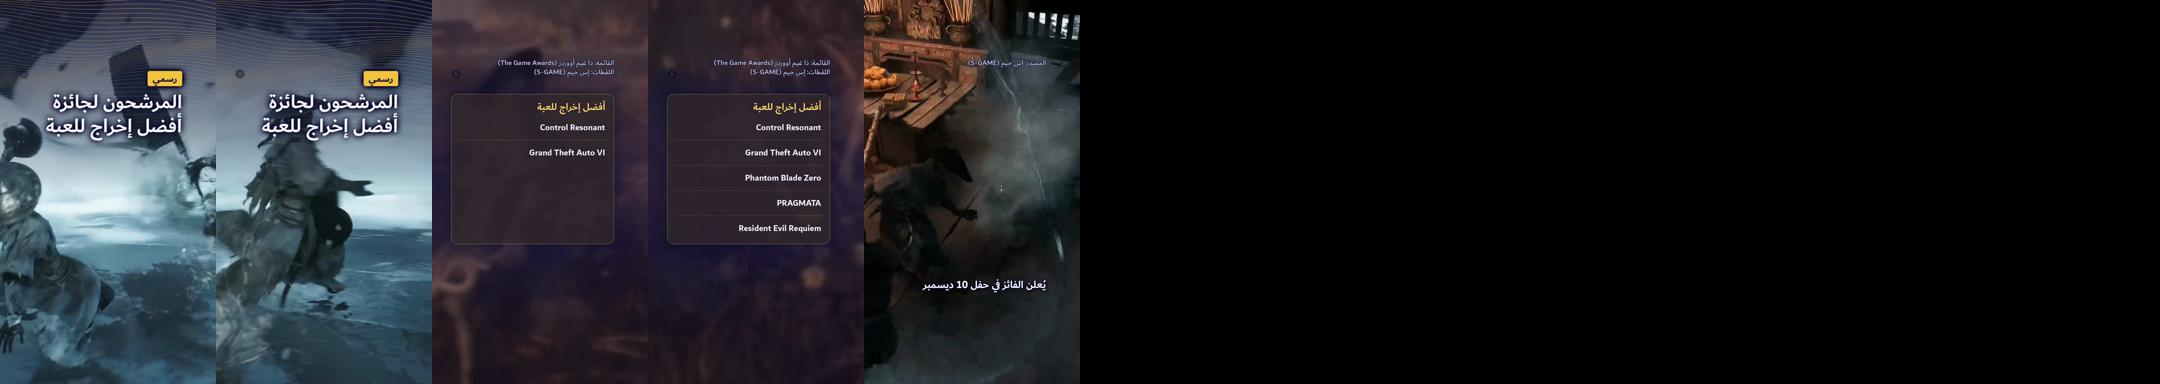 رسمي
المرشحون لجائزة
أفضل إخراج للعبة
رسمي
المرشحون لجائزة
أفضل إخراج للعبة
القائمة: ذا غيم أووردز (The Game Awards)
اللقطات: إس جيم (S-GAME)
أفضل إخراج للعبة
Control Resonant
Grand Theft Auto VI
القائمة: ذا غيم أووردز (The Game Awards)
اللقطات: إس جيم (S-GAME)
أفضل إخراج للعبة
Control Resonant
Grand Theft Auto VI
Phantom Blade Zero
PRAGMATA
Resident Evil Requiem
المصدر: إس جيم (S-GAME)
يُعلن الفائز في حفل 10 ديسمبر